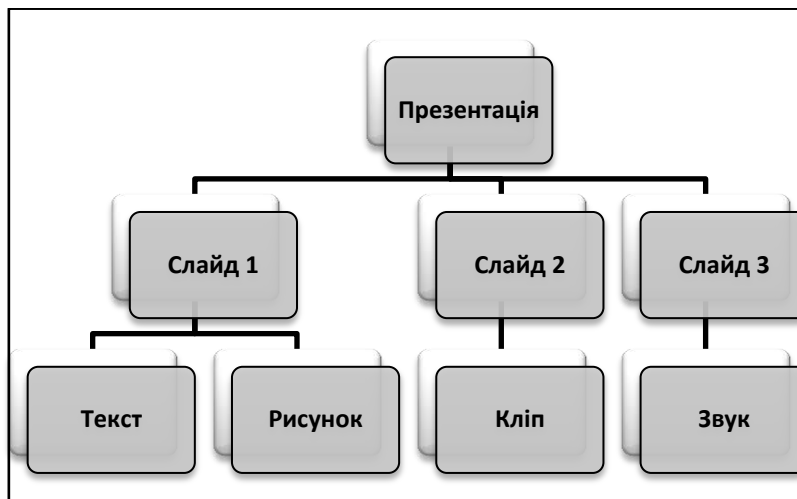 Презентація
Слайд 1
Слайд 2
Слайд 3
Текст
Рисунок
Кліп
Звук